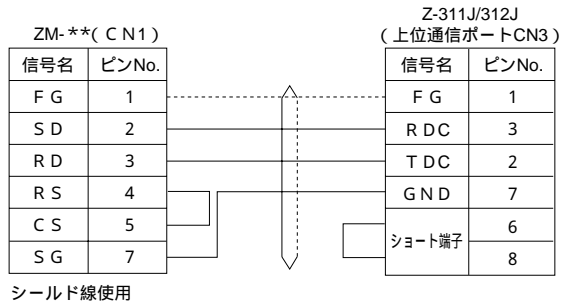 Z-311J/312J
ZM-**(ＣＮ１) (上位通信ポートCN3)
信号名 ピンNo. 信号名 ピンNo.
ＦＧ 1 ＦＧ 1
ＳＤ 2 ＲDC 3
ＲＤ 3 ＴDC 2
ＲＳ 4 ＧＮＤ 7
ＣＳ 5 ショート端子 6
ＳＧ 7 8
シールド線使用